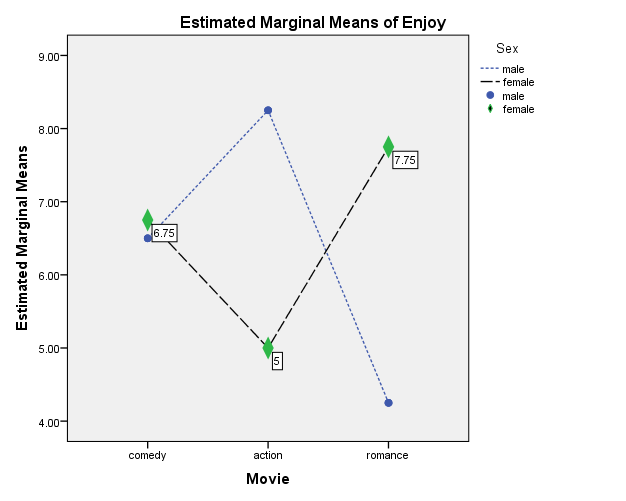 Estimated Marginal Means of Enjoy
Sex
male
female
male
female
Estimated Marginal Means
9.00
8.00
7.00
6.00
5.00
4.00
6.75
5
7.75
comedy
action
romance
Movie